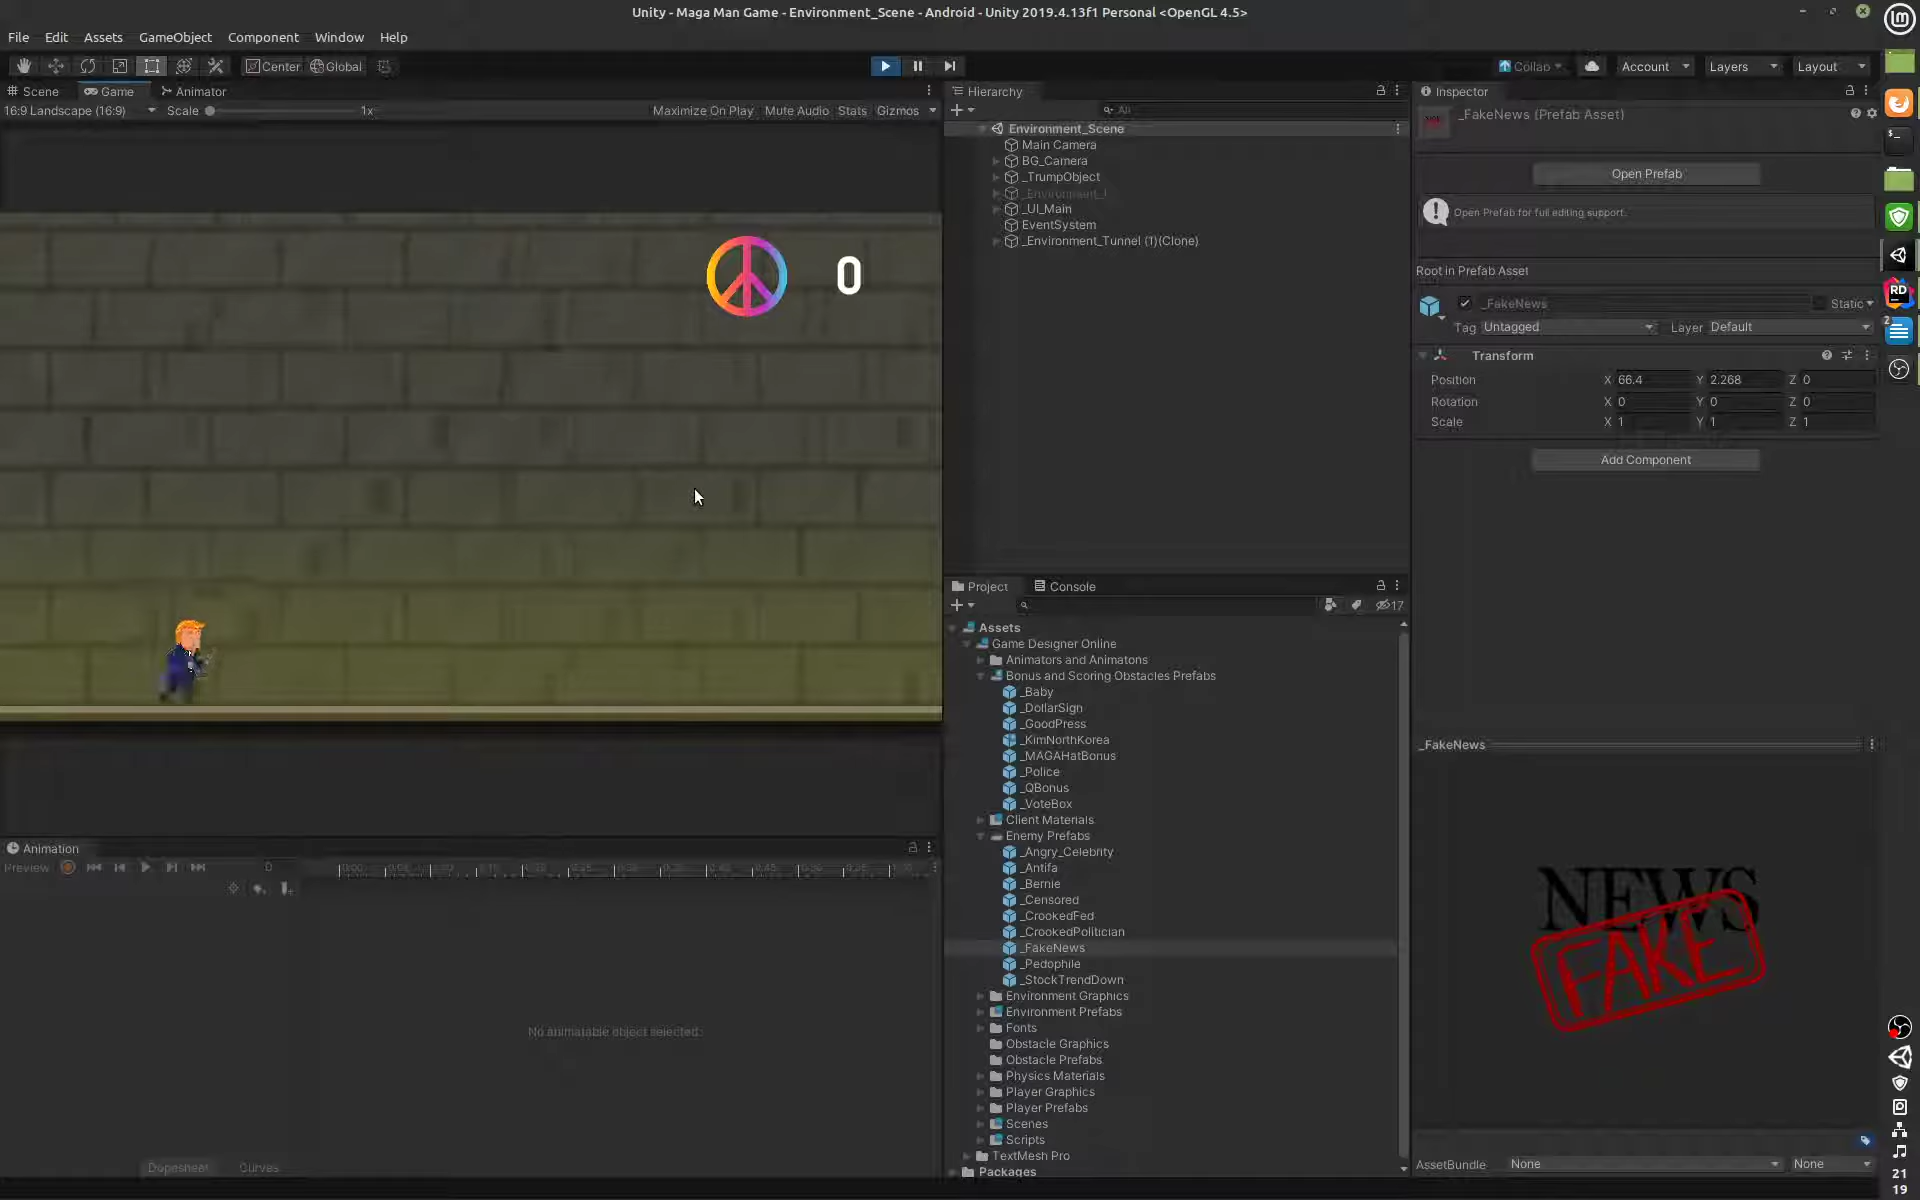 Unity - Maga Man Game - Environment_Scene - Android - Unity 2019.4.13f1 Personal <OpenGL 4.5>
File Edit Assets GameObject Component Window Help
Center Global Collab Account Layers Layout
Scene Game Animator
16:9 Landscape (16:9) Scale 1x Maximize On Play Mute Audio Stats Gizmos
0
Hierarchy
All
Environment_Scene
Main Camera
BG_Camera
_TrumpObject
_UI_Main
EventSystem
_Environment_Tunnel (1)(Clone)
Project Console
17
Assets
Game Designer Online
Animators and Animatons
Bonus and Scoring Obstacles Prefabs
_Baby
_DollarSign
_GoodPress
_KimNorthKorea
_MAGAHatBonus
_Police
_QBonus
_VoteBox
Client Materials
Enemy Prefabs
_Angry_Celebrity
_Antifa
_Bernie
_Censored
_CrookedFed
_CrookedPolitician
_FakeNews
_Pedophile
_StockTrendDown
Environment Graphics
Environment Prefabs
Fonts
Obstacle Graphics
Obstacle Prefabs
Physics Materials
Player Graphics
Player Prefabs
Scenes
Scripts
TextMesh Pro
Packages
Inspector
_FakeNews (Prefab Asset)
Open Prefab
Open Prefab for full editing support.
Root in Prefab Asset
_FakeNews Static
Tag Untagged Layer Default
Transform
Position X 66.4 Y 2.268 Z 0
Rotation X 0 Y 0 Z 0
Scale X 1 Y 1 Z 1
Add Component
_FakeNews
NEWS
FAKE
AssetBundle None None
Animation
Preview 0
No animatable object selected.
Dopesheet Curves
RD
2
21
19